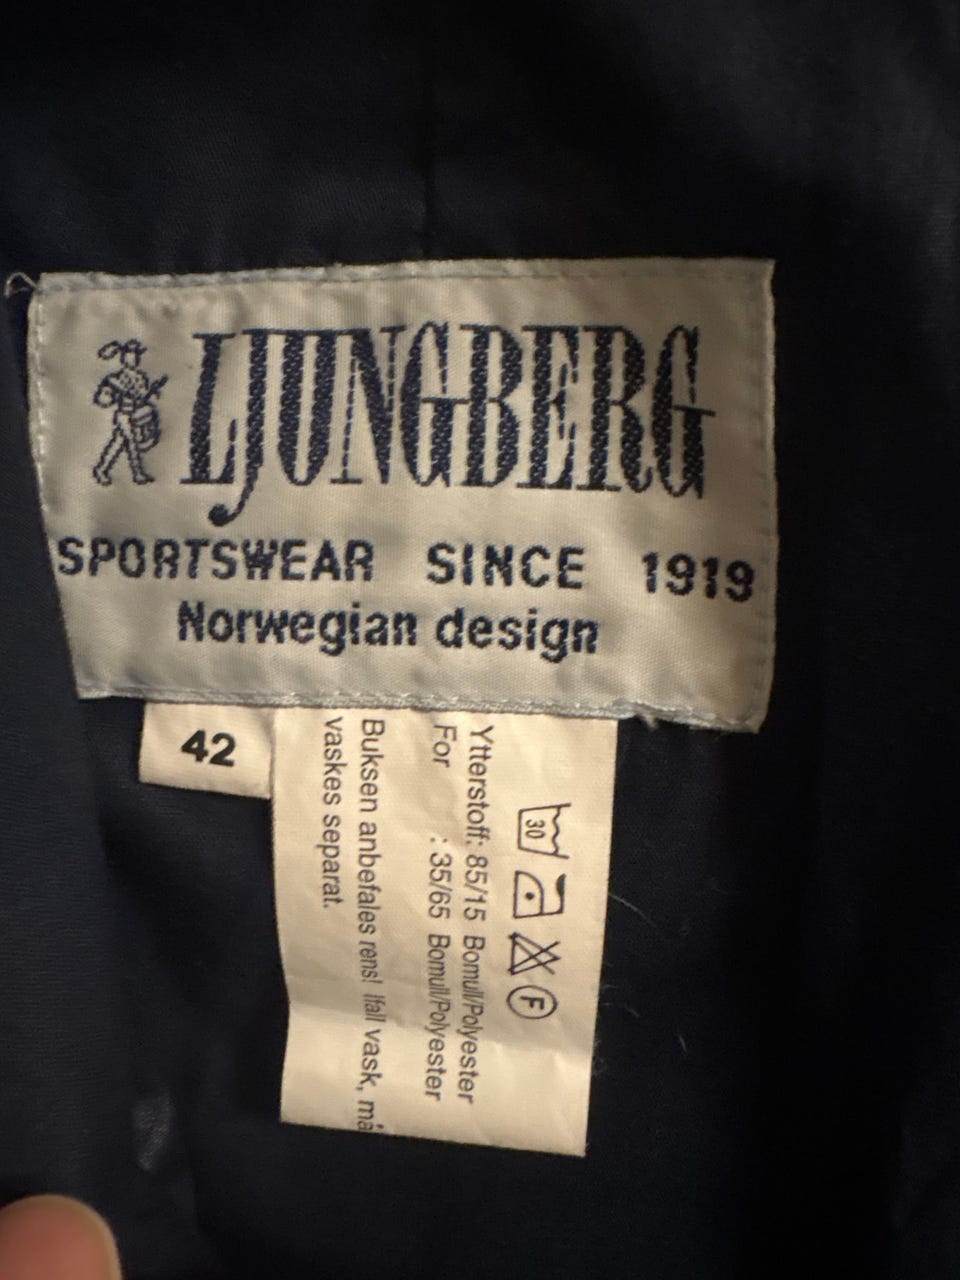 LJUNGBERG
SPORTSWEAR SINCE 1919
Norwegian design
42
30
F
Ytterstoff: 85/15 Bomull/Polyester
For : 35/65 Bomull/Polyester
Buksen anbefales rens! Ifall vask, må
vaskes separat.